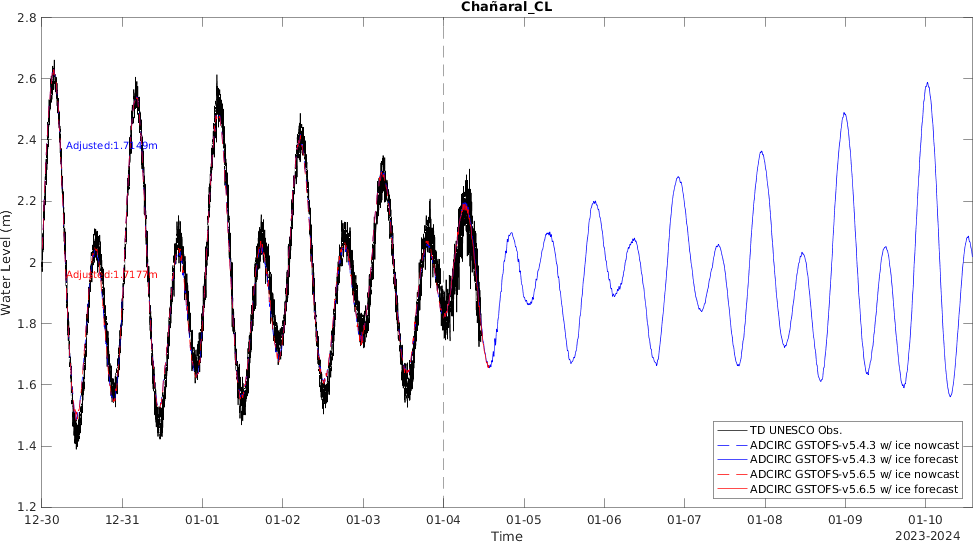 Chañaral_CL
2.8
2.6
2.4
2.2
2
1.8
1.6
1.4
1.2
Water Level (m)
Adjusted:1.7149m
Adjusted:1.7177m
TD UNESCO Obs.
ADCIRC GSTOFS-v5.4.3 w/ ice nowcast
ADCIRC GSTOFS-v5.4.3 w/ ice forecast
ADCIRC GSTOFS-v5.6.5 w/ ice nowcast
ADCIRC GSTOFS-v5.6.5 w/ ice forecast
12-30 12-31 01-01 01-02 01-03 01-04 01-05 01-06 01-07 01-08 01-09 01-10
Time
2023-2024